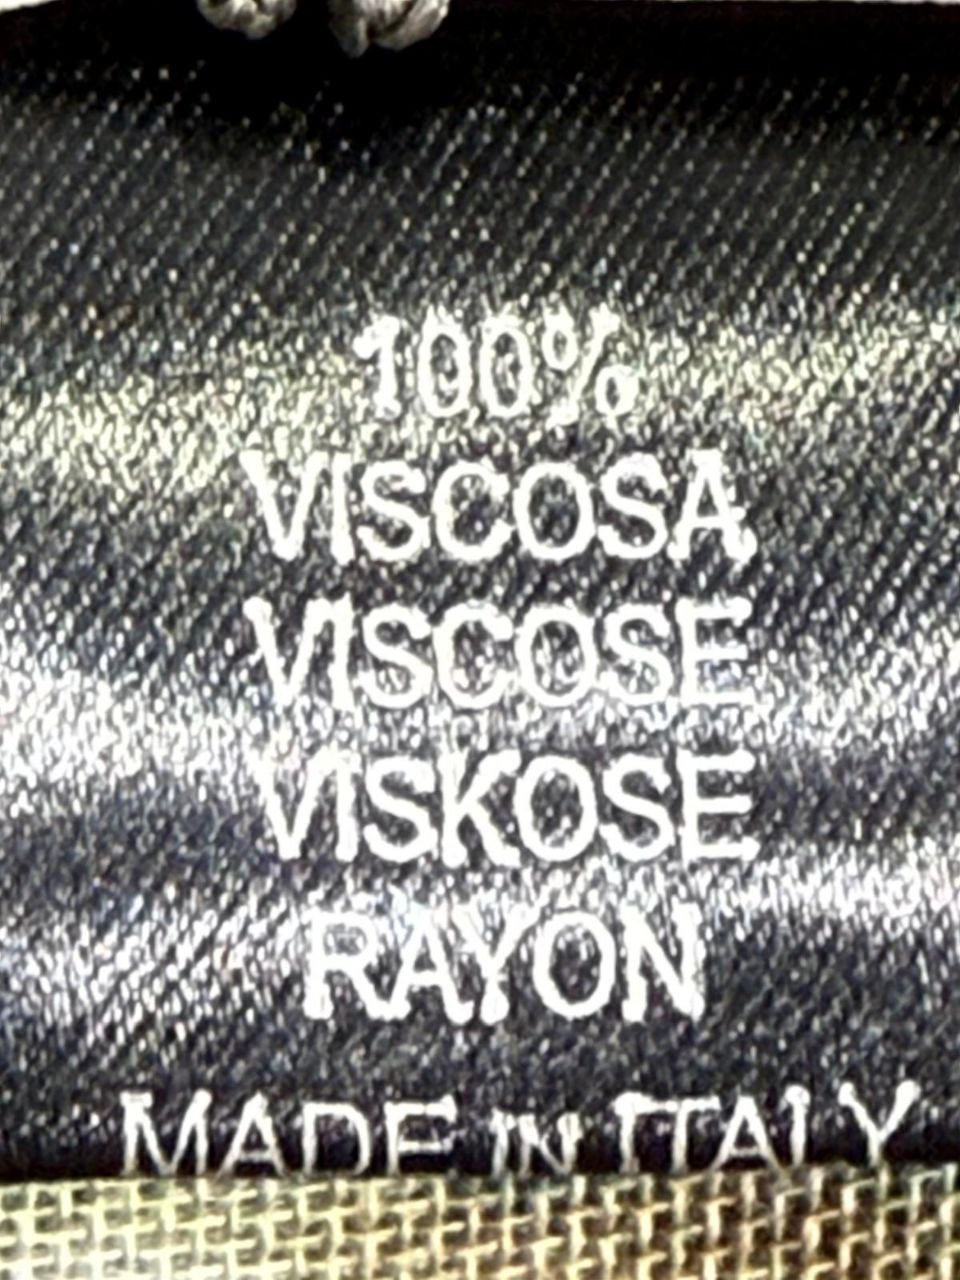 100%
VISCOSA
VISCOSE
VISKOSE
RAYON
MADE IN ITALY